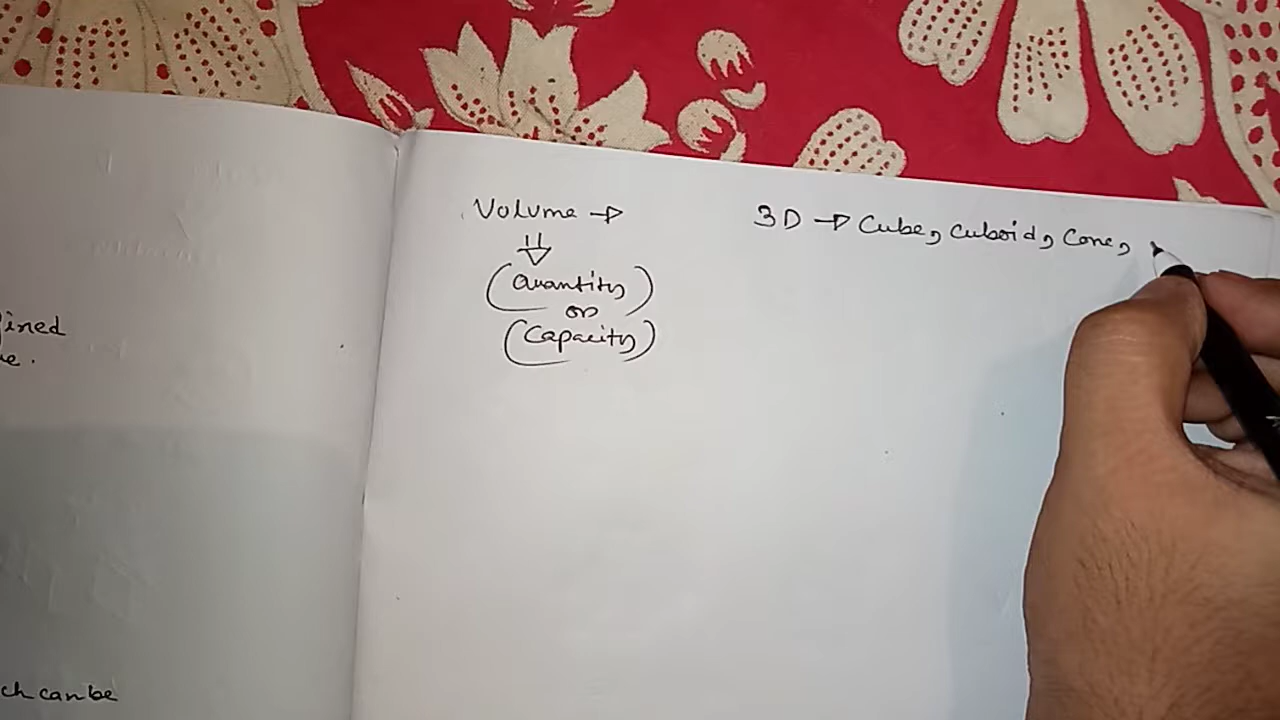 ined
e.
ch can be
Volume →
⇓
(Quantity)
or
(Capacity)
3D → Cube, Cuboid, Cone,